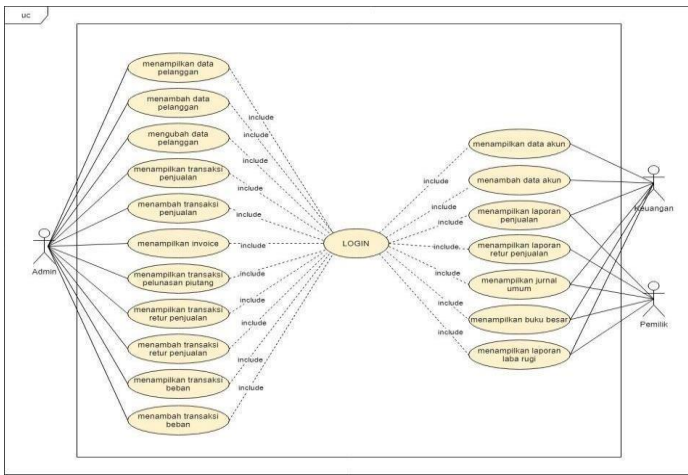 uc
menampilkan data
pelanggan
menambah data
pelanggan
mengubah data
pelanggan
menampilkan transaksi
penjualan
menambah transaksi
penjualan
menampilkan invoice
menampilkan transaksi
pelunasan piutang
menampilkan transaksi
retur penjualan
menambah transaksi
retur penjualan
menampilkan transaksi
beban
menambah transaksi
beban
Admin
include
include
include
include
include
include
include
include
include
include
include
LOGIN
include
include
include
include
include
include
include
menampilkan data akun
menambah data akun
menampilkan laporan
penjualan
menampilkan laporan
retur penjualan
menampilkan jurnal
umum
menampilkan buku besar
menampilkan laporan
laba rugi
Keuangan
Pemilik